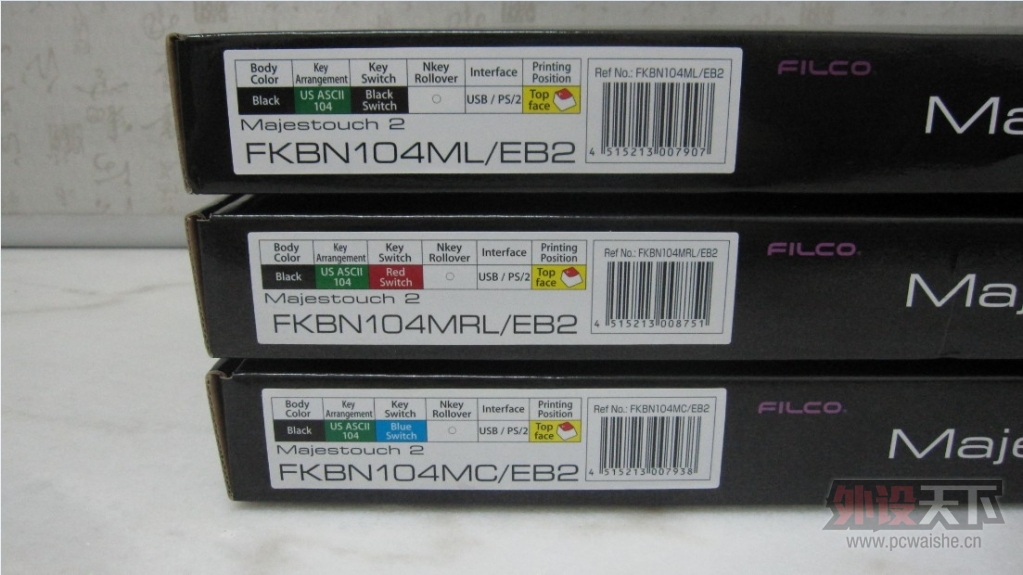 Body Color Key Arrangement Key Switch Nkey Rollover Interface Printing Position
Black US ASCII 104 Black Switch ○ USB / PS/2 Top face
Majestouch 2
FKBN104ML/EB2
Ref No.: FKBN104ML/EB2
4 515213 007907
FILCO
Ma
Body Color Key Arrangement Key Switch Nkey Rollover Interface Printing Position
Black US ASCII 104 Red Switch ○ USB / PS/2 Top face
Majestouch 2
FKBN104MRL/EB2
Ref No.: FKBN104MRL/EB2
4 515213 008751
FILCO
Maj
Body Color Key Arrangement Key Switch Nkey Rollover Interface Printing Position
Black US ASCII 104 Blue Switch ○ USB / PS/2 Top face
Majestouch 2
FKBN104MC/EB2
Ref No.: FKBN104MC/EB2
4 515213 007938
FILCO
Maje
外设天下
www.pcwaishe.cn